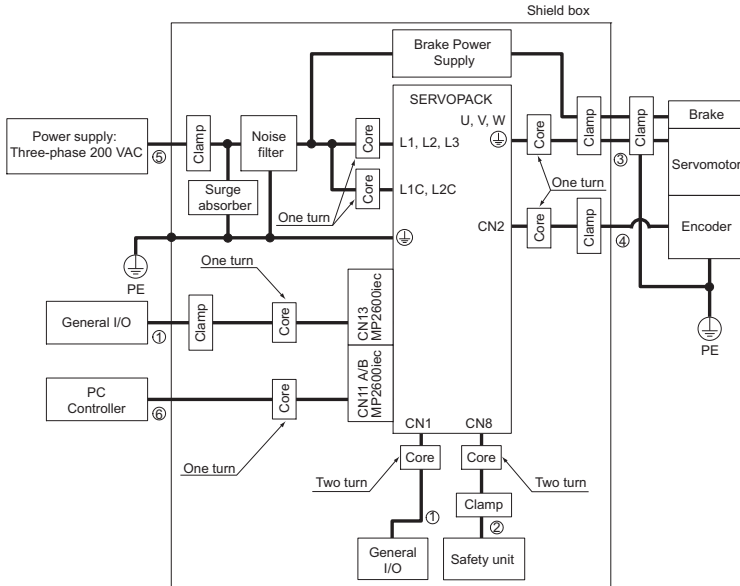 Shield box
Brake Power
Supply
SERVOPACK
U, V, W
Power supply:
Three-phase 200 VAC
⑤
Clamp
Noise
filter
Core
L1, L2, L3
Core
Clamp
Clamp
③
Brake
Servomotor
Surge
absorber
One turn
Core
L1C, L2C
One turn
CN2
Core
Clamp
④
Encoder
PE
PE
One turn
General I/O
①
Clamp
Core
CN13
MP2600iec
PC
Controller
⑥
Core
CN11 A/B
MP2600iec
One turn
CN1
CN8
Two turn
Core
Core
Two turn
Clamp
①
②
General
I/O
Safety unit